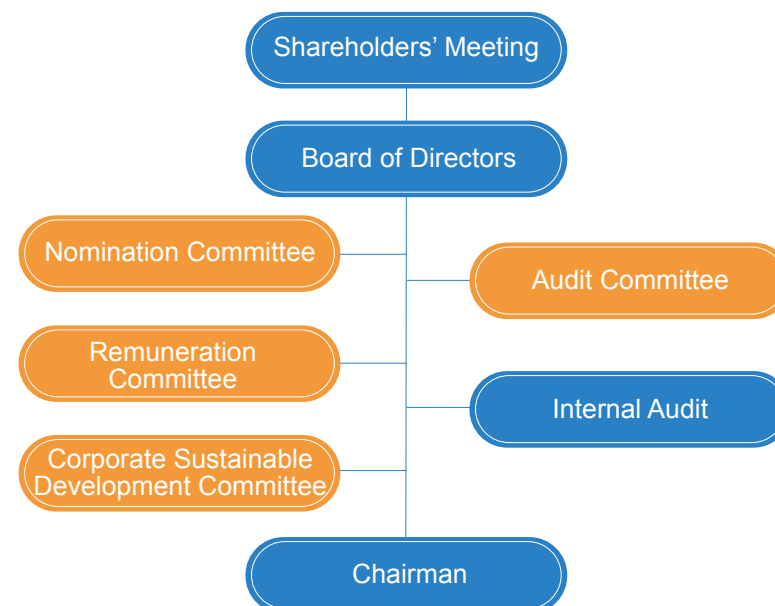 Shareholders’ Meeting
Board of Directors
Nomination Committee
Audit Committee
Remuneration
Committee
Internal Audit
Corporate Sustainable
Development Committee
Chairman